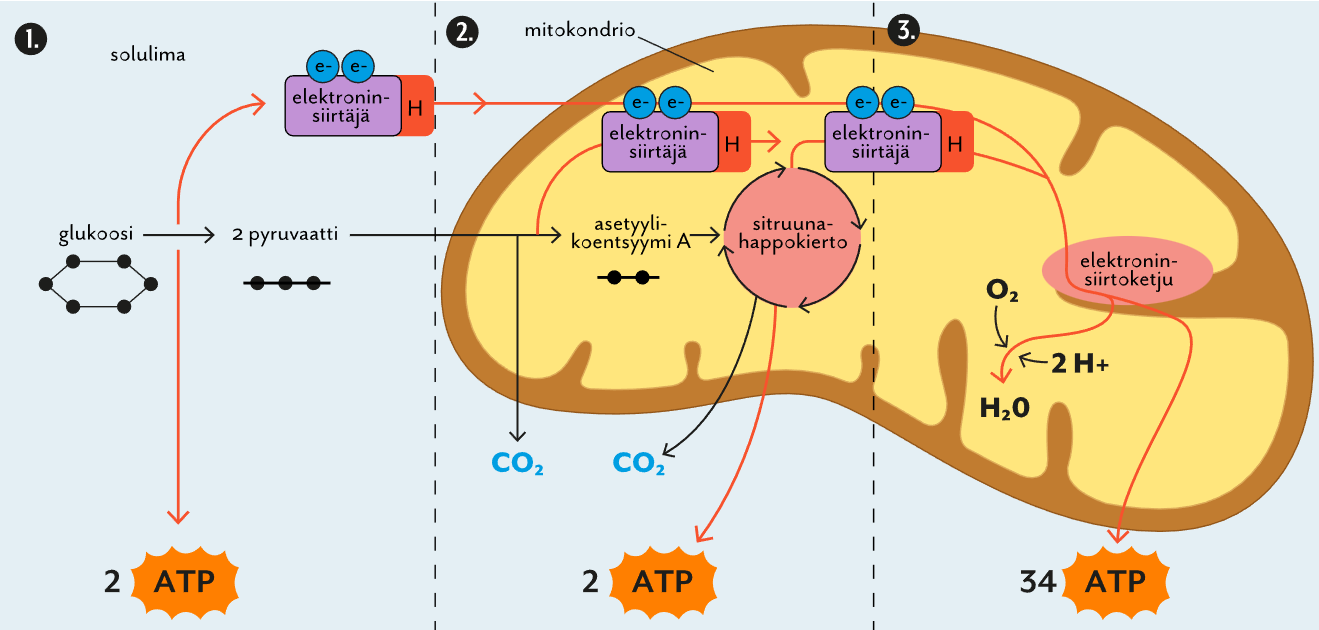 1.
solulima
e- e-
elektronin-
siirtäjä
H
glukoosi
2 pyruvaatti
2 ATP
2.
mitokondrio
e- e-
elektronin-
siirtäjä
H
asetyyli-
koentsyymi A
sitruuna-
happokierto
CO₂
CO₂
2 ATP
3.
e- e-
elektronin-
siirtäjä
H
elektronin-
siirtoketju
O₂
2 H+
H₂0
34 ATP